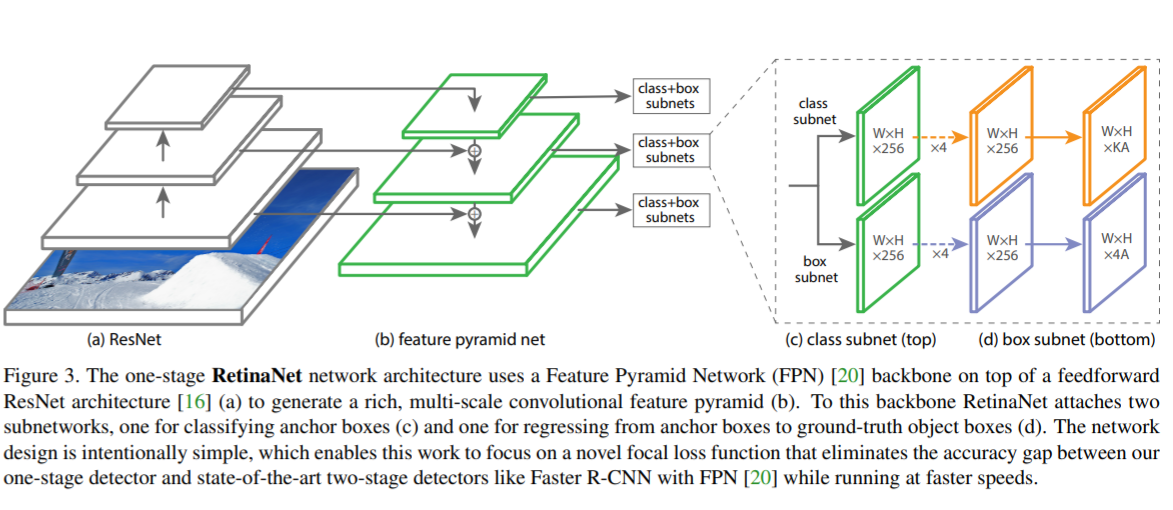 class+box
subnets
class+box
subnets
class+box
subnets
class
subnet
W×H
×256
×4
W×H
×256
W×H
×KA
box
subnet
W×H
×256
×4
W×H
×256
W×H
×4A
(a) ResNet
(b) feature pyramid net
(c) class subnet (top)
(d) box subnet (bottom)
Figure 3. The one-stage RetinaNet network architecture uses a Feature Pyramid Network (FPN) [20] backbone on top of a feedforward
ResNet architecture [16] (a) to generate a rich, multi-scale convolutional feature pyramid (b). To this backbone RetinaNet attaches two
subnetworks, one for classifying anchor boxes (c) and one for regressing from anchor boxes to ground-truth object boxes (d). The network
design is intentionally simple, which enables this work to focus on a novel focal loss function that eliminates the accuracy gap between our
one-stage detector and state-of-the-art two-stage detectors like Faster R-CNN with FPN [20] while running at faster speeds.